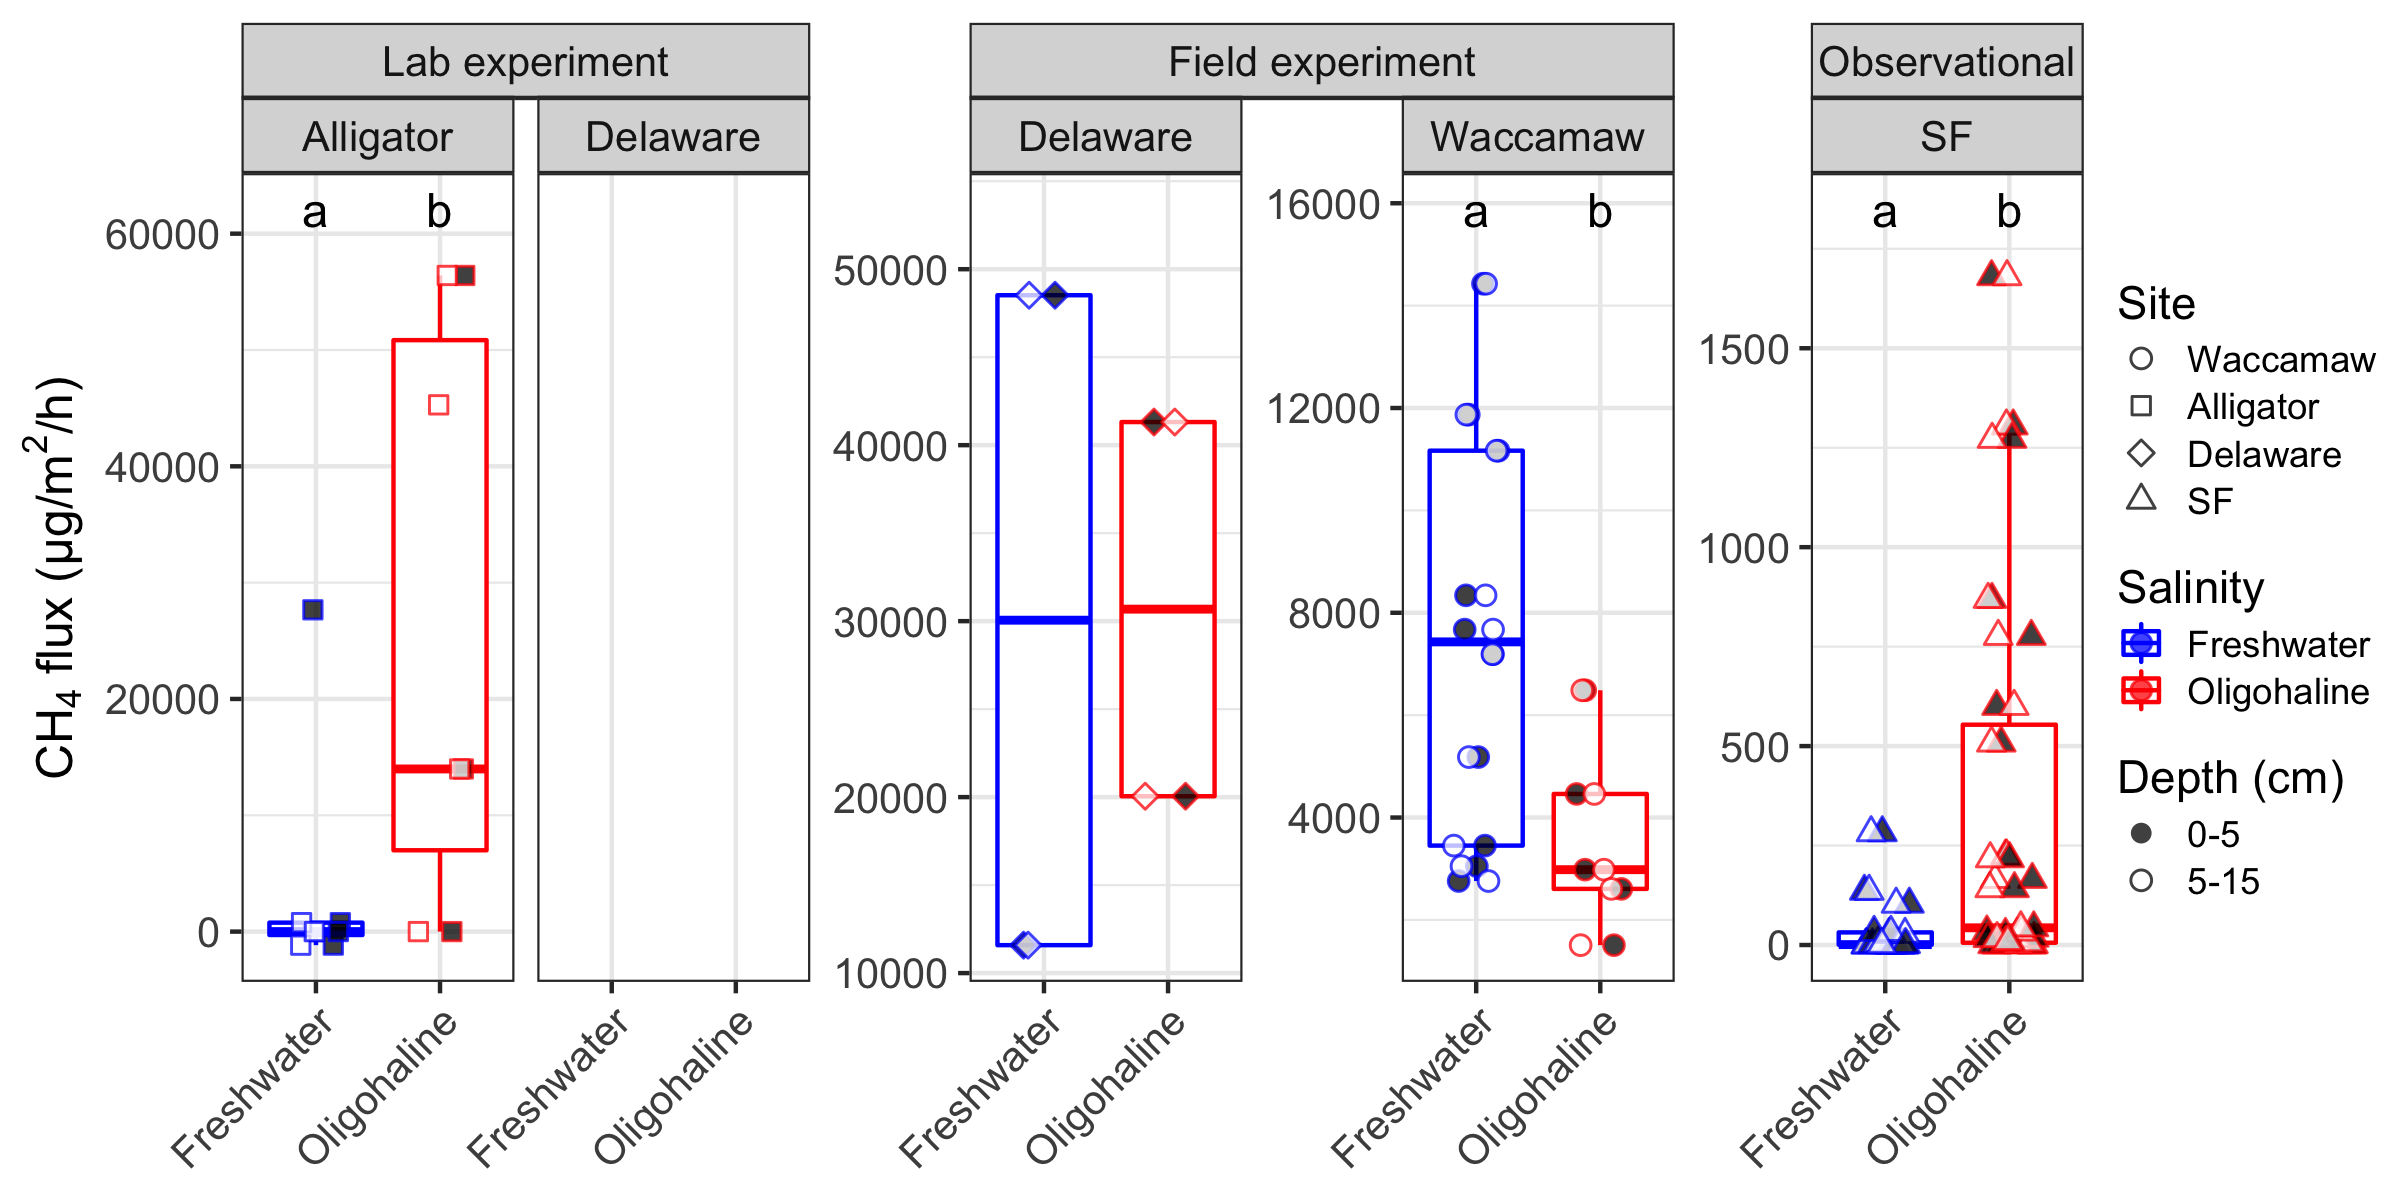 Lab experiment
Field experiment
Observational
Alligator
Delaware
Delaware
Waccamaw
SF
CH₄ flux (µg/m²/h)
60000
40000
20000
0
a
b
50000
40000
30000
20000
10000
16000
12000
8000
4000
a
b
1500
1000
500
0
a
b
Freshwater
Oligohaline
Freshwater
Oligohaline
Freshwater
Oligohaline
Freshwater
Oligohaline
Freshwater
Oligohaline
Site
Waccamaw
Alligator
Delaware
SF
Salinity
Freshwater
Oligohaline
Depth (cm)
0-5
5-15